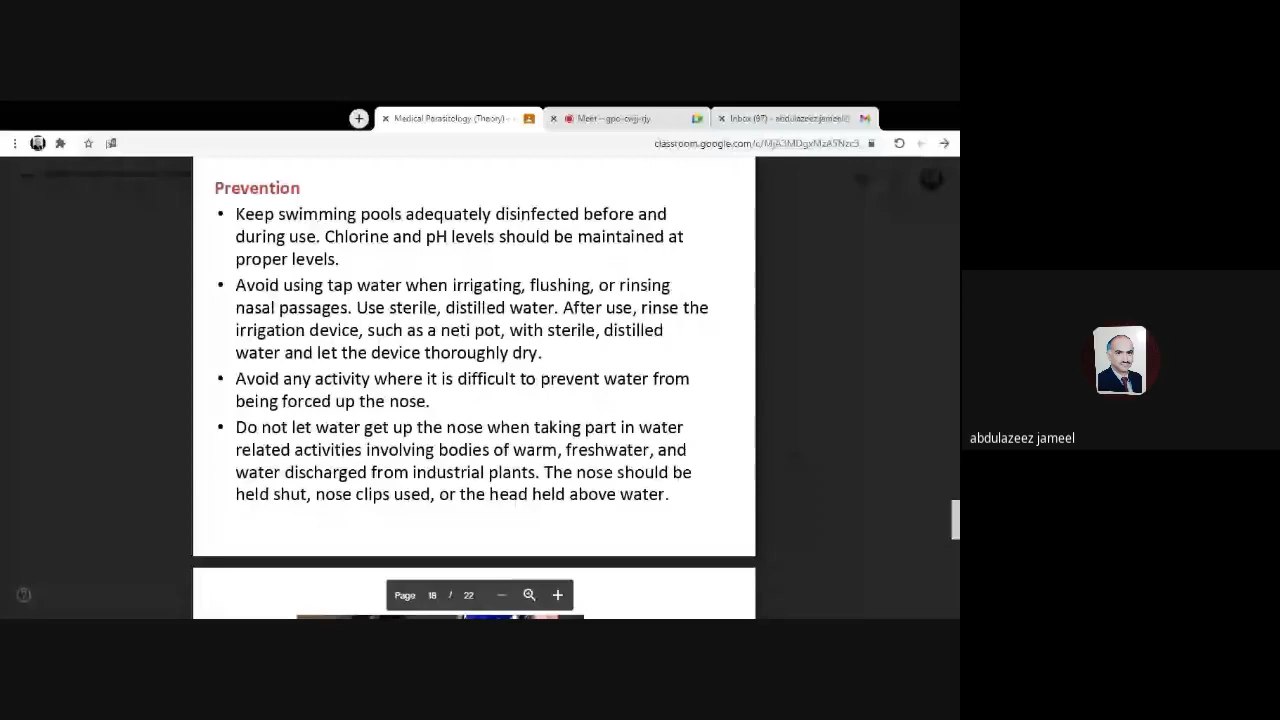 Medical Parasitology (Theory) -
Meet -
Inbox (67) -
Prevention
• Keep swimming pools adequately disinfected before and
during use. Chlorine and pH levels should be maintained at
proper levels.
• Avoid using tap water when irrigating, flushing, or rinsing
nasal passages. Use sterile, distilled water. After use, rinse the
irrigation device, such as a neti pot, with sterile, distilled
water and let the device thoroughly dry.
• Avoid any activity where it is difficult to prevent water from
being forced up the nose.
• Do not let water get up the nose when taking part in water
related activities involving bodies of warm, freshwater, and
water discharged from industrial plants. The nose should be
held shut, nose clips used, or the head held above water.
Page 18 / 22
abdulazeez jameel